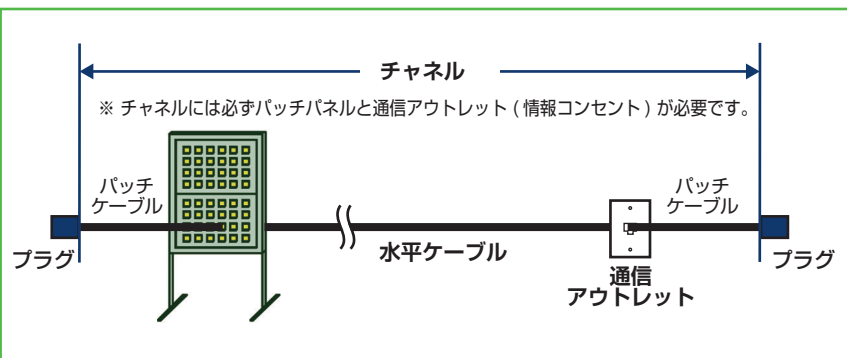 チャネル
※ チャネルには必ずパッチパネルと通信アウトレット ( 情報コンセント ) が必要です。
パッチ
ケーブル
パッチ
ケーブル
プラグ
水平ケーブル
通信
アウトレット
プラグ